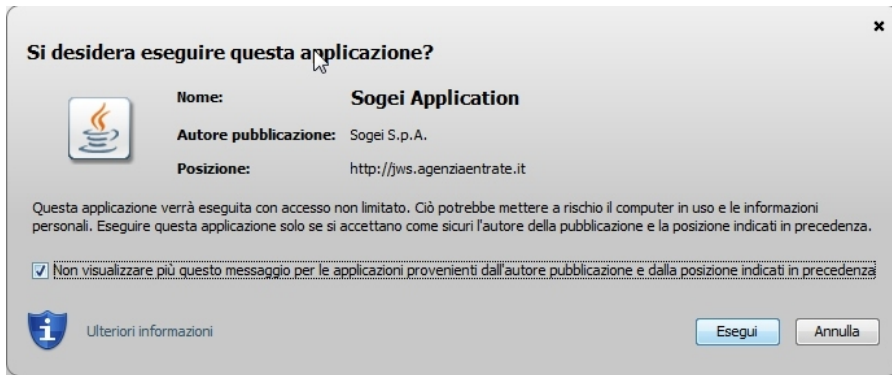 Si desidera eseguire questa applicazione?
Nome: Sogei Application
Autore pubblicazione: Sogei S.p.A.
Posizione: http://jws.agenziaentrate.it
Questa applicazione verrà eseguita con accesso non limitato. Ciò potrebbe mettere a rischio il computer in uso e le informazioni
personali. Eseguire questa applicazione solo se si accettano come sicuri l'autore della pubblicazione e la posizione indicati in precedenza.
Non visualizzare più questo messaggio per le applicazioni provenienti dall'autore pubblicazione e dalla posizione indicati in precedenza
Ulteriori informazioni
Esegui
Annulla